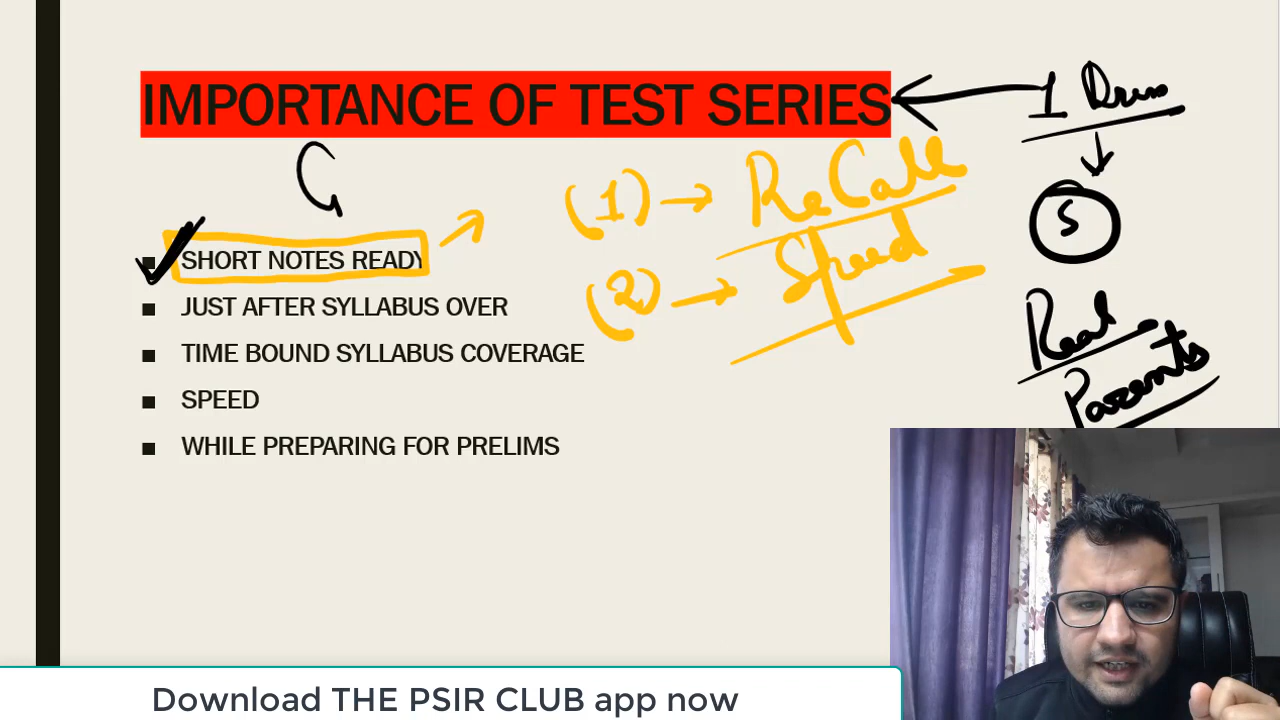 IMPORTANCE OF TEST SERIES
1
(1) → ReCall
S
SHORT NOTES READY
(2) → Speed
JUST AFTER SYLLABUS OVER
Real
TIME BOUND SYLLABUS COVERAGE
Parents
SPEED
WHILE PREPARING FOR PRELIMS
Download THE PSIR CLUB app now